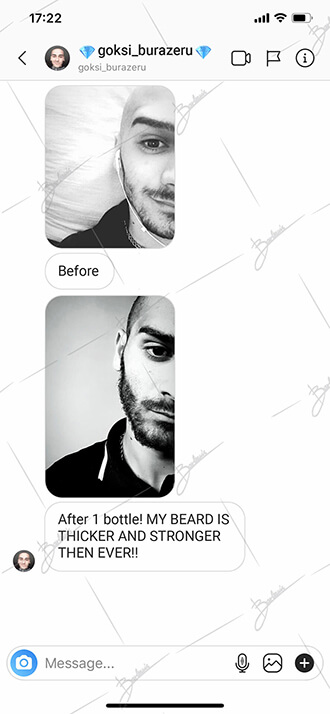 17:22
💎 goksi_burazeru 💎
goksi_burazeru
Before
After 1 bottle! MY BEARD IS
THICKER AND STRONGER
THEN EVER!!
Message...